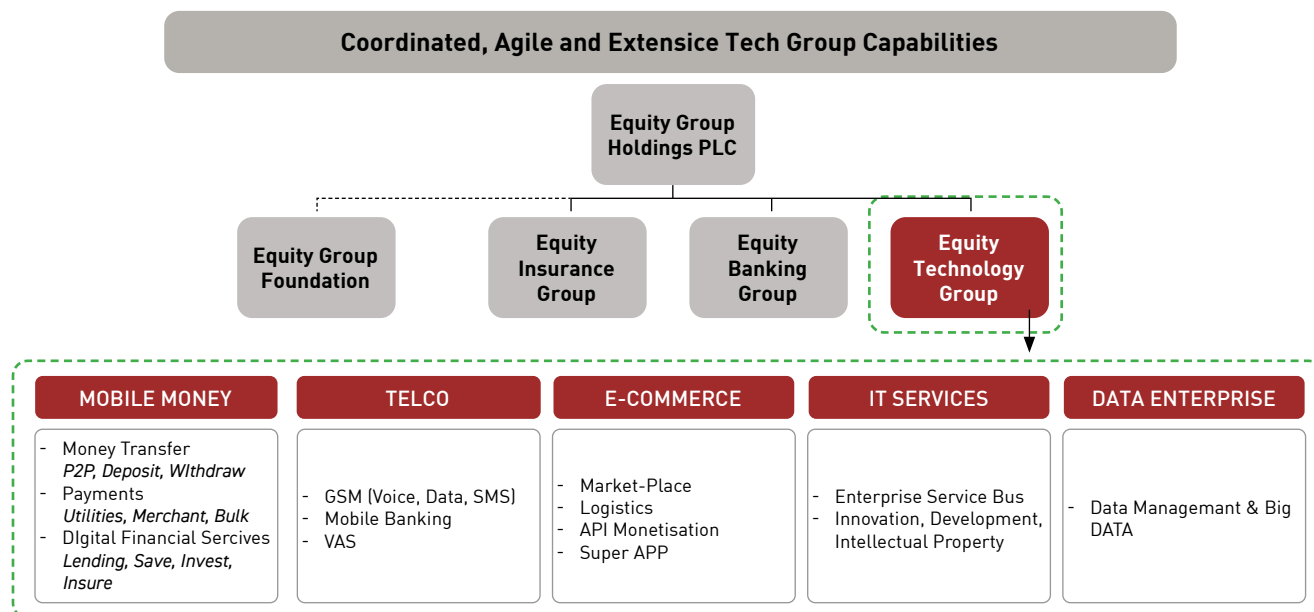 Coordinated, Agile and Extensice Tech Group Capabilities
Equity Group
Holdings PLC
Equity Group
Foundation
Equity
Insurance
Group
Equity
Banking
Group
Equity
Technology
Group
MOBILE MONEY
- Money Transfer
P2P, Deposit, WIthdraw
- Payments
Utilities, Merchant, Bulk
- DIgital Financial Sercives
Lending, Save, Invest,
Insure
TELCO
- GSM (Voice, Data, SMS)
- Mobile Banking
- VAS
E-COMMERCE
- Market-Place
- Logistics
- API Monetisation
- Super APP
IT SERVICES
- Enterprise Service Bus
- Innovation, Development,
Intellectual Property
DATA ENTERPRISE
- Data Managemant & Big
DATA